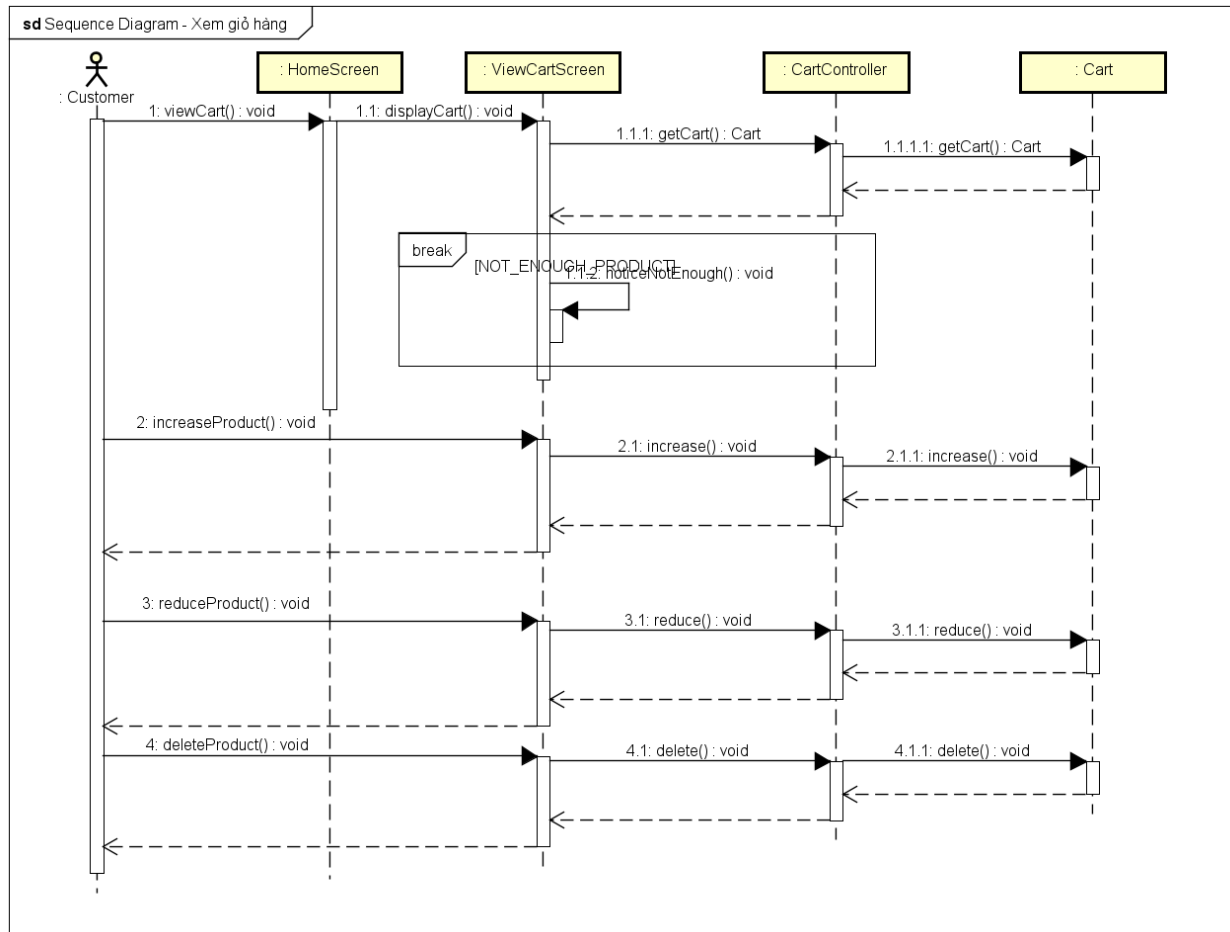 sd Sequence Diagram - Xem giỏ hàng
: Customer
: HomeScreen
: ViewCartScreen
: CartController
: Cart
1: viewCart() : void
1.1: displayCart() : void
1.1.1: getCart() : Cart
1.1.1.1: getCart() : Cart
break
[NOT_ENOUGH_PRODUCT]
1.1.2: noticeNotEnough() : void
2: increaseProduct() : void
2.1: increase() : void
2.1.1: increase() : void
3: reduceProduct() : void
3.1: reduce() : void
3.1.1: reduce() : void
4: deleteProduct() : void
4.1: delete() : void
4.1.1: delete() : void